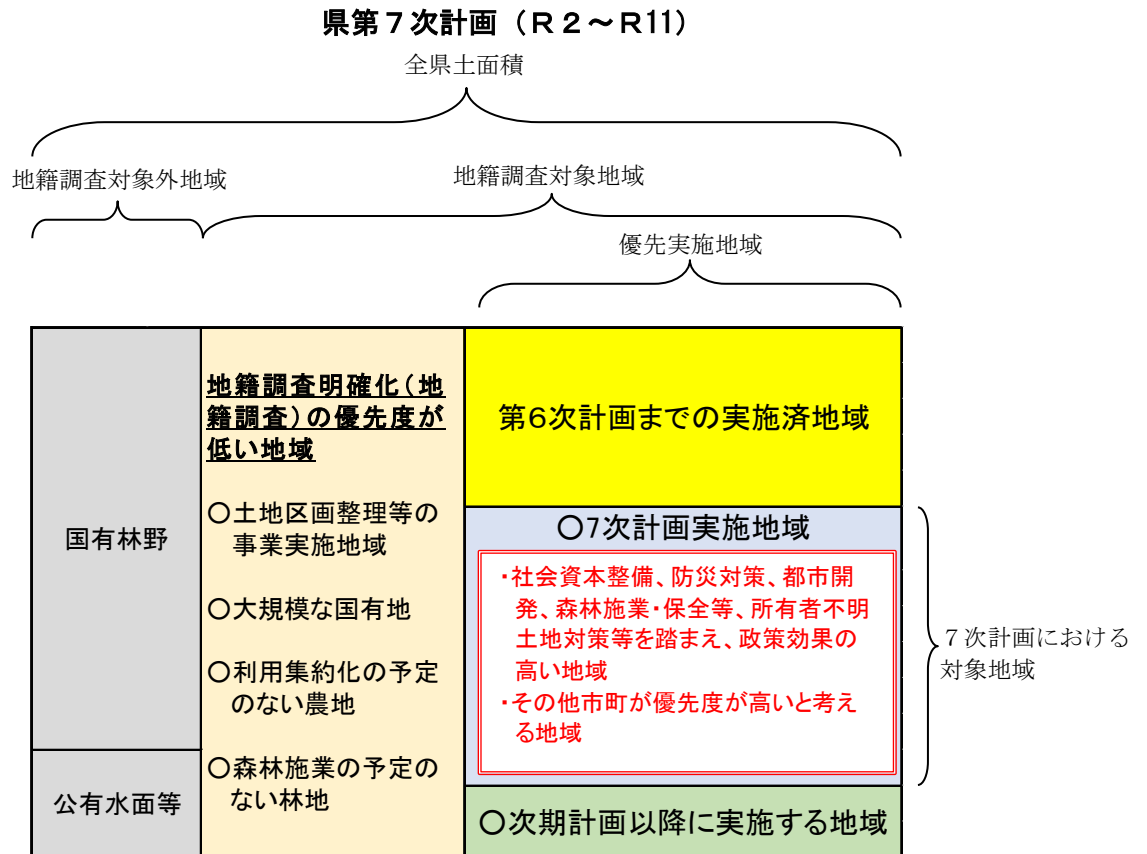 県第７次計画（Ｒ２～Ｒ11）
全県土面積
地籍調査対象外地域
地籍調査対象地域
優先実施地域
国有林野
公有水面等
地籍調査明確化（地
籍調査）の優先度が
低い地域
〇土地区画整理等の
事業実施地域
〇大規模な国有地
〇利用集約化の予定
のない農地
〇森林施業の予定の
ない林地
第６次計画までの実施済地域
〇7次計画実施地域
・社会資本整備、防災対策、都市開
発、森林施業・保全等、所有者不明
土地対策等を踏まえ、政策効果の
高い地域
・その他市町が優先度が高いと考え
る地域
〇次期計画以降に実施する地域
７次計画における
対象地域